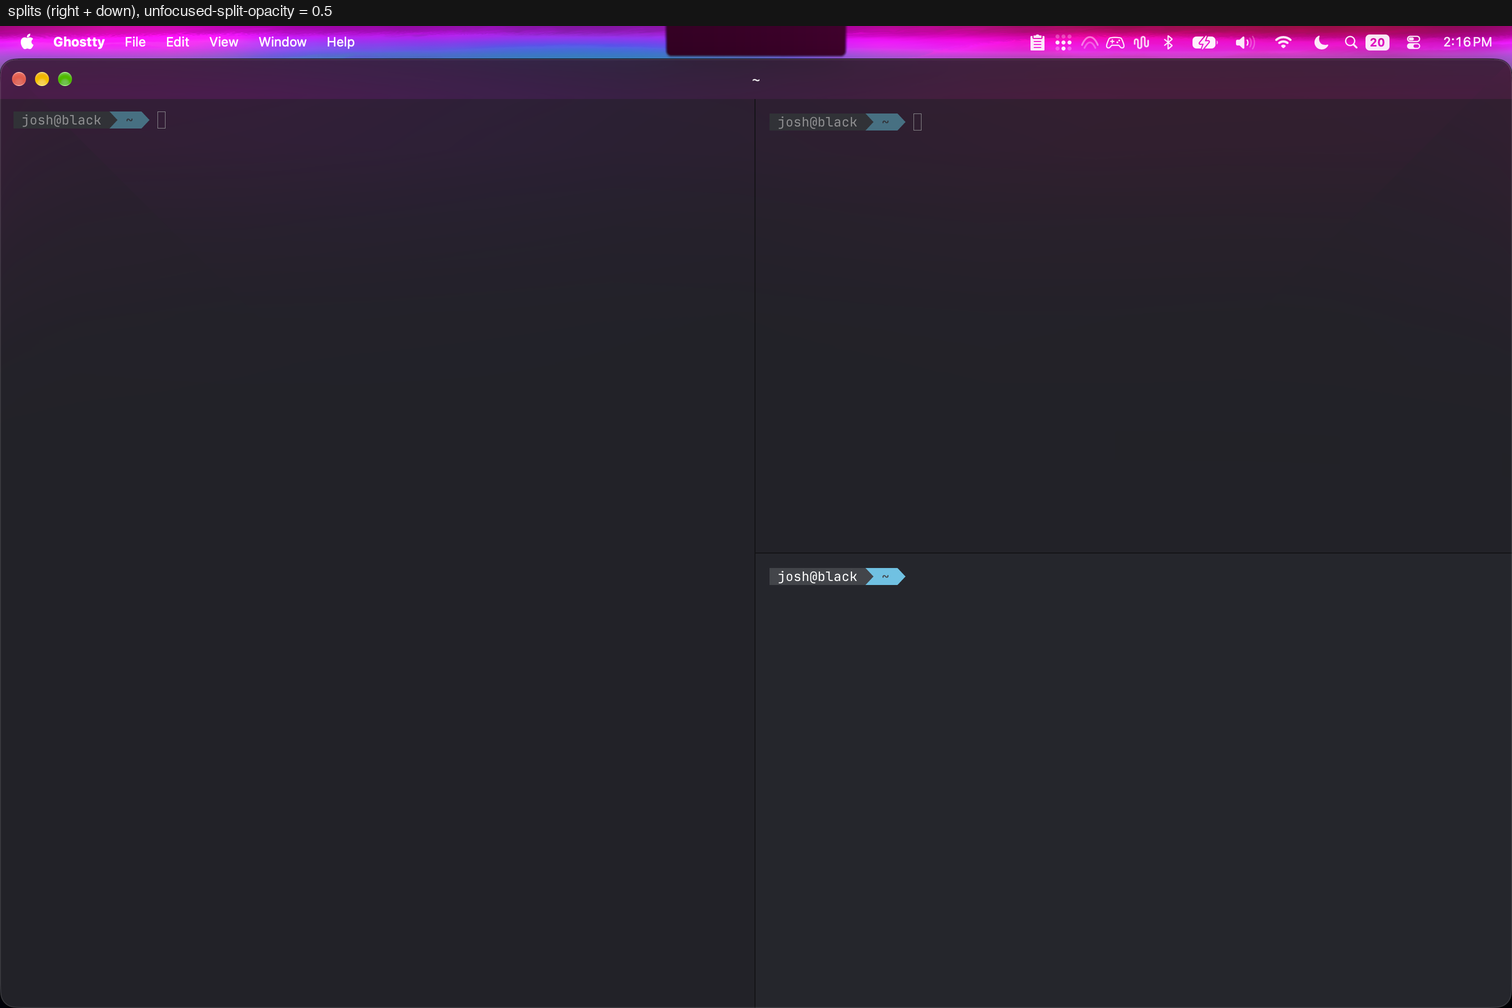 splits (right + down), unfocused-split-opacity = 0.5
Ghostty File Edit View Window Help 20 2:16 PM
~
josh@black ~
josh@black ~
josh@black ~